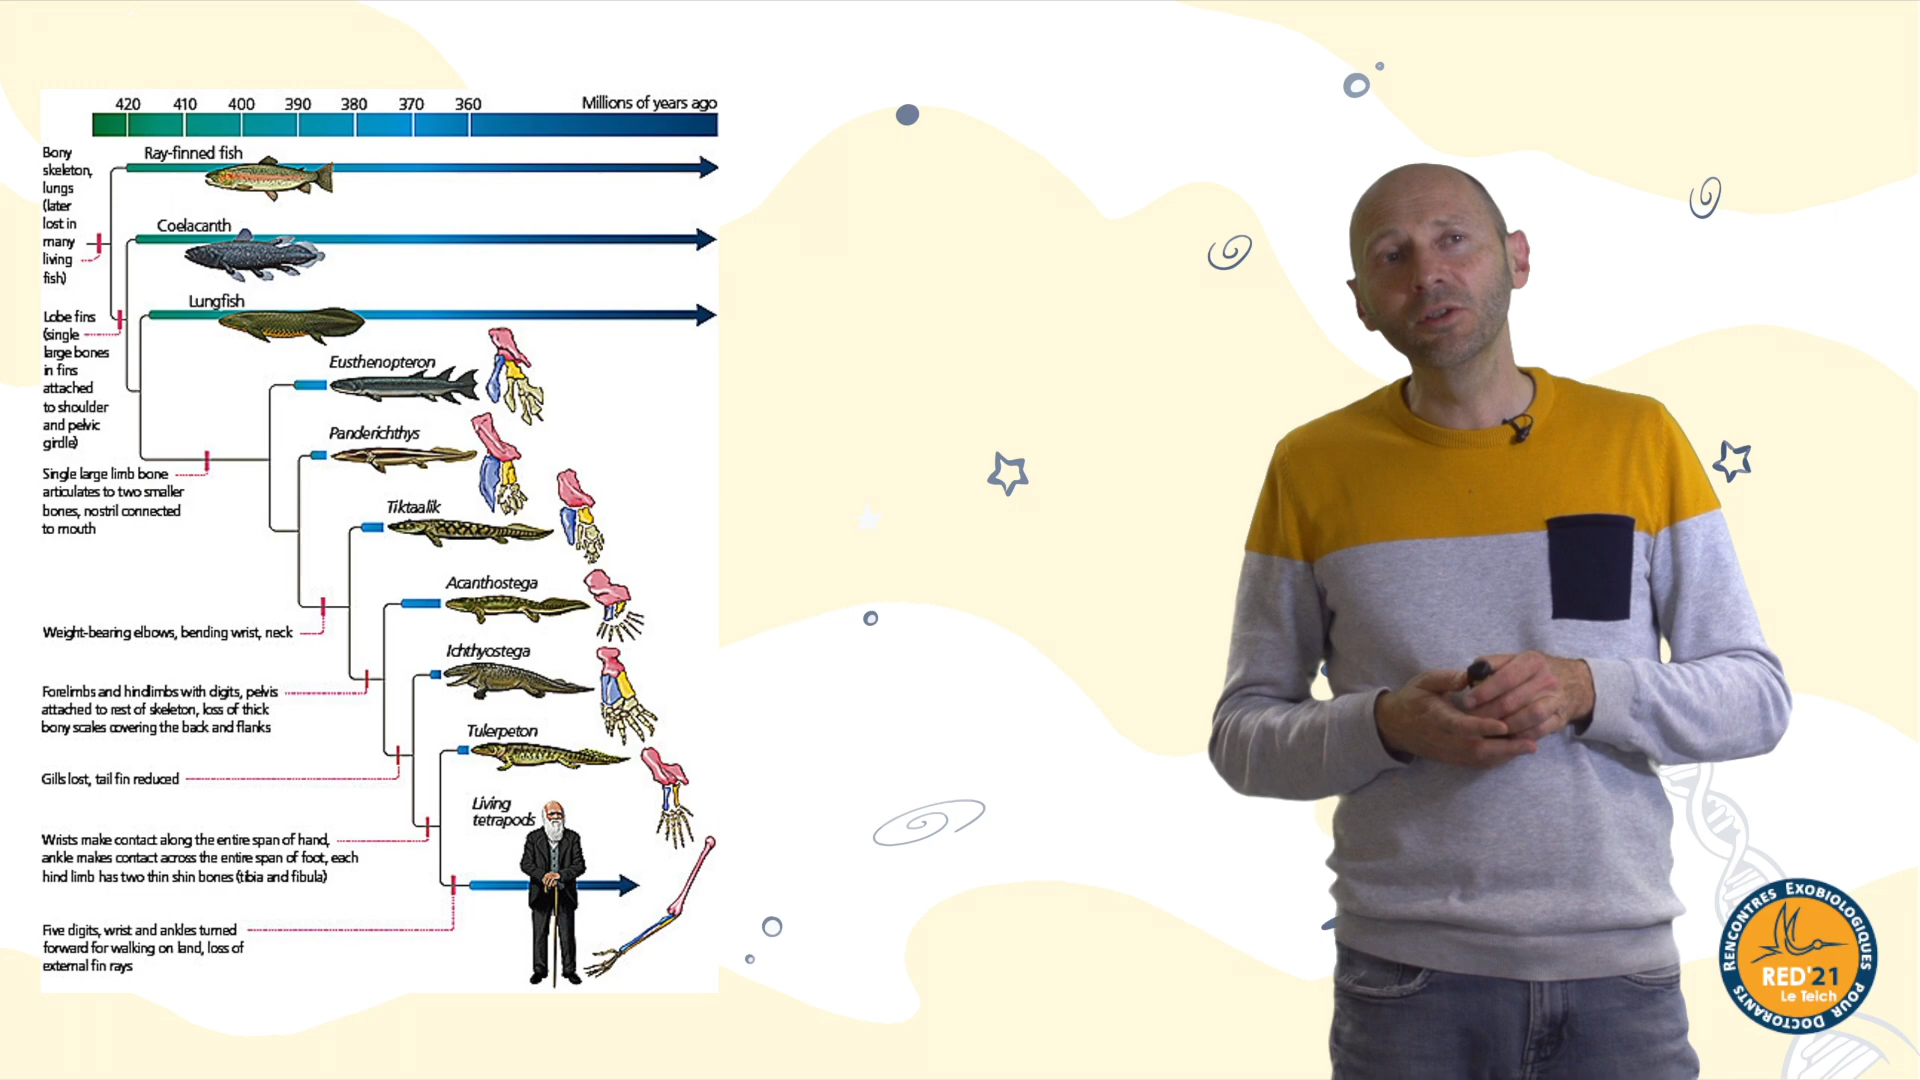 420 410 400 390 380 370 360 Millions of years ago
Bony
skeleton,
lungs
(later
lost in
many
living
fish)
Ray-finned fish
Coelacanth
Lungfish
Lobe fins
(single
large bones
in fins
attached
to shoulder
and pelvic
girdle)
Eusthenopteron
Panderichthys
Single large limb bone
articulates to two smaller
bones, nostril connected
to mouth
Tiktaalik
Acanthostega
Weight-bearing elbows, bending wrist, neck
Ichthyostega
Forelimbs and hindlimbs with digits, pelvis
attached to rest of skeleton, loss of thick
bony scales covering the back and flanks
Tulerpeton
Gills lost, tail fin reduced
Living
tetrapods
Wrists make contact along the entire span of hand,
ankle makes contact across the entire span of foot, each
hind limb has two thin shin bones (tibia and fibula)
Five digits, wrist and ankles turned
forward for walking on land, loss of
external fin rays
RENCONTRES EXOBIOLOGIQUES
POUR DOCTORANTS
RED'21
Le Teich